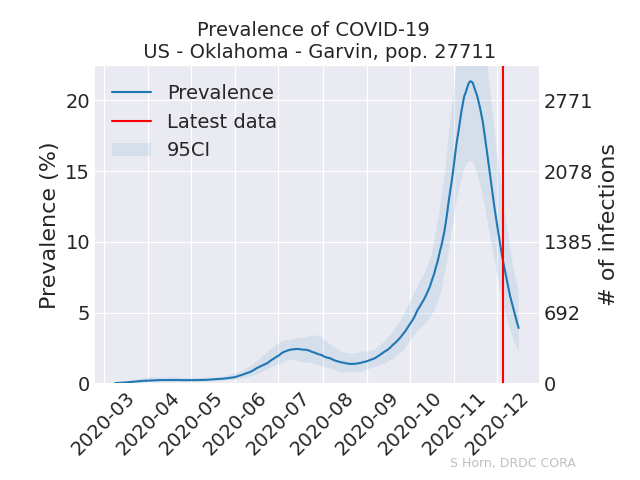 Prevalence of COVID-19
US - Oklahoma - Garvin, pop. 27711
Prevalence
Latest data
95CI
Prevalence (%)
20
15
10
5
0
2771
2078
1385
692
0
# of infections
2020-03
2020-04
2020-05
2020-06
2020-07
2020-08
2020-09
2020-10
2020-11
2020-12
S Horn, DRDC CORA